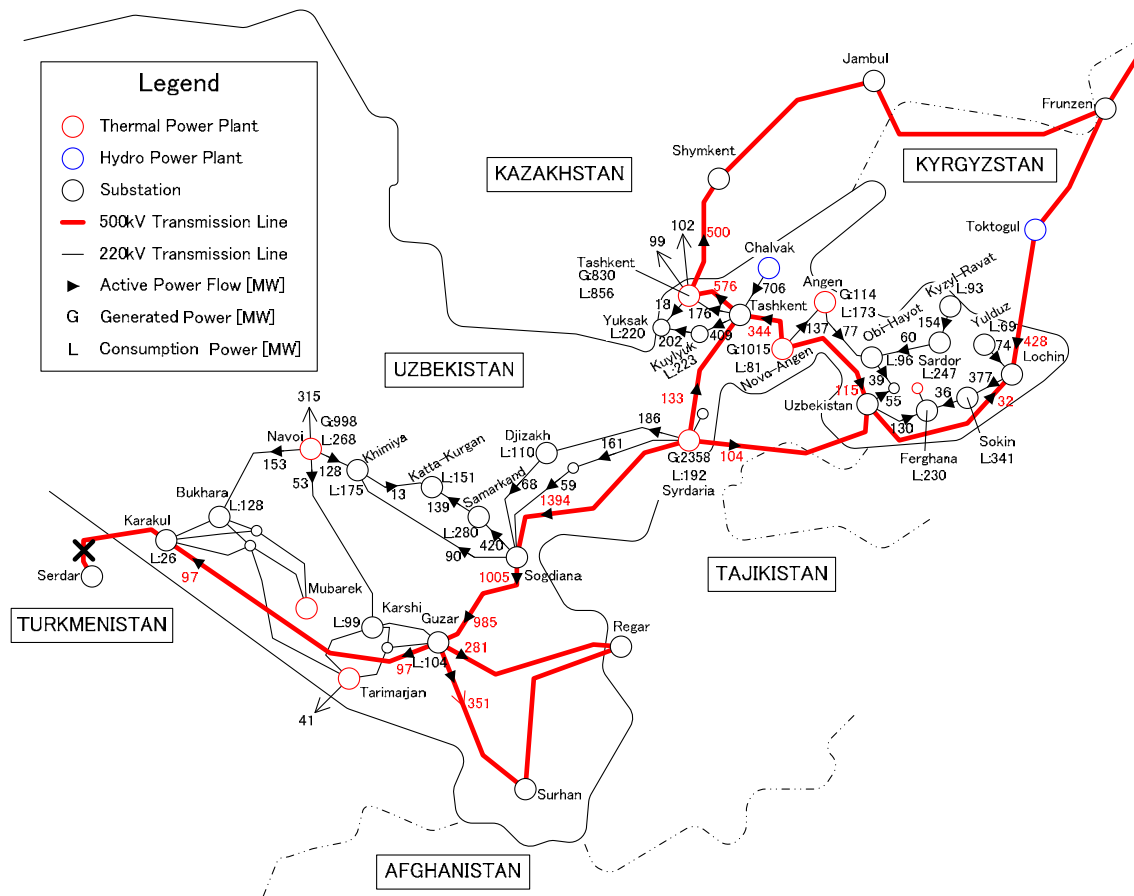 Legend
Thermal Power Plant
Hydro Power Plant
Substation
500kV Transmission Line
220kV Transmission Line
Active Power Flow [MW]
G Generated Power [MW]
L Consumption Power [MW]
Jambul
Frunzen
KAZAKHSTAN
Shymkent
KYRGYZSTAN
Toktogul
102
99
500
Chalvak
Tashkent
G:830
L:856
576
706
Angen
G:114
L:173
Kyzyl-Ravat
L:93
18
176
Tashkent
Yuksak
L:220
202
409
Kuylyuk
L:223
344
G:1015
L:81
Nova-Angen
137
77
Obi-Hayot
L:96
60
154
Yulduz
L:69
74
428
Lochin
Sardor
L:247
39
55
36
377
32
115
Uzbekistan
130
Ferghana
L:230
Sokin
L:341
UZBEKISTAN
133
315
G:998
L:268
Navoi
153
128
53
Khimiya
L:175
13
Katta-Kurgan
L:151
139
Samarkand
L:280
420
90
Djizakh
L:110
68
59
186
161
1394
104
G:2358
L:192
Syrdaria
Bukhara
L:128
Karakul
L:26
Serdar
97
Mubarek
1005
Sogdiana
TAJIKISTAN
TURKMENISTAN
Karshi
L:99
Guzar
985
L:104
281
97
Regar
Tarimarjan
41
351
Surhan
AFGHANISTAN